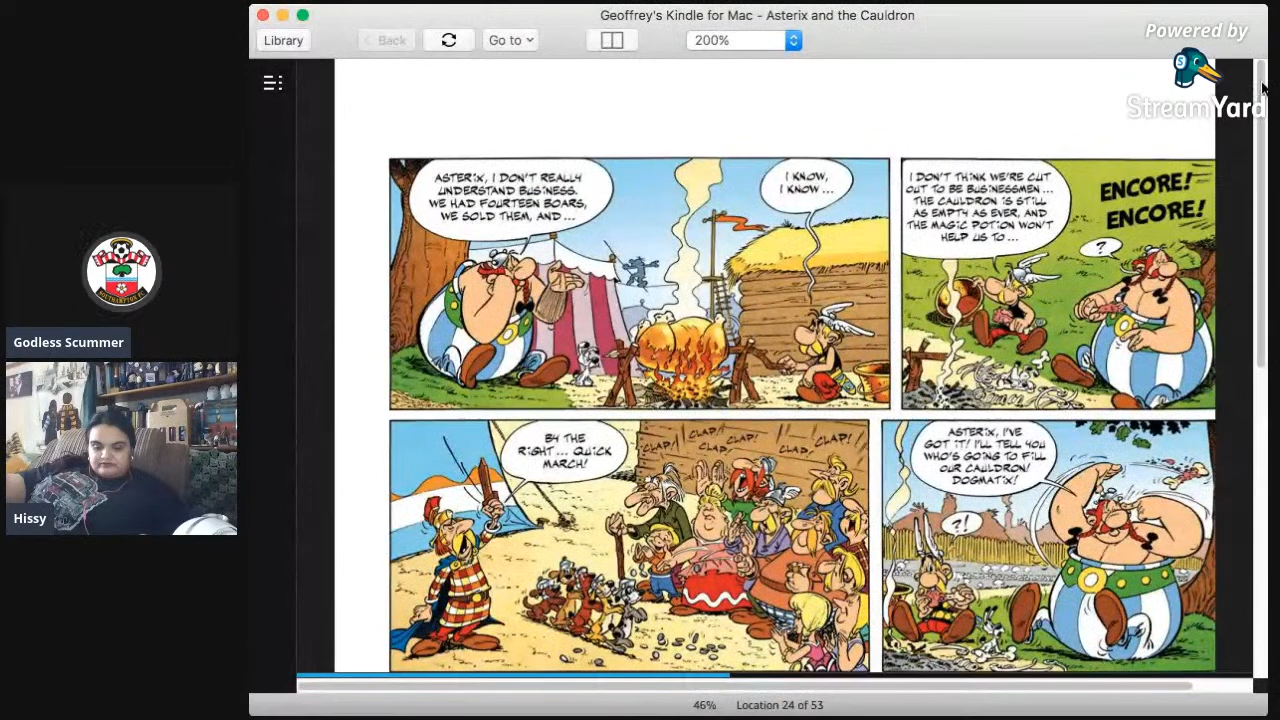 Geoffrey's Kindle for Mac - Asterix and the Cauldron
Library
Back
Go to
200%
Powered by
StreamYard
ASTERIX, I DON'T REALLY
UNDERSTAND BUSINESS.
WE HAD FOURTEEN BOARS,
WE SOLD THEM, AND ...
I KNOW,
I KNOW ...
I DON'T THINK WE'RE CUT
OUT TO BE BUSINESSMEN ...
THE CAULDRON IS STILL
AS EMPTY AS EVER, AND
THE MAGIC POTION WON'T
HELP US TO ...
ENCORE!
ENCORE!
?
BY THE
RIGHT ... QUICK
MARCH!
CLAP!
CLAP!
CLAP!
CLAP!
CLAP!
ASTERIX, I'VE
GOT IT! I'LL TELL YOU
WHO'S GOING TO FILL
OUR CAULDRON!
DOGMATIX!
?!
SOUTHAMPTON FC
Godless Scummer
Hissy
46%
Location 24 of 53